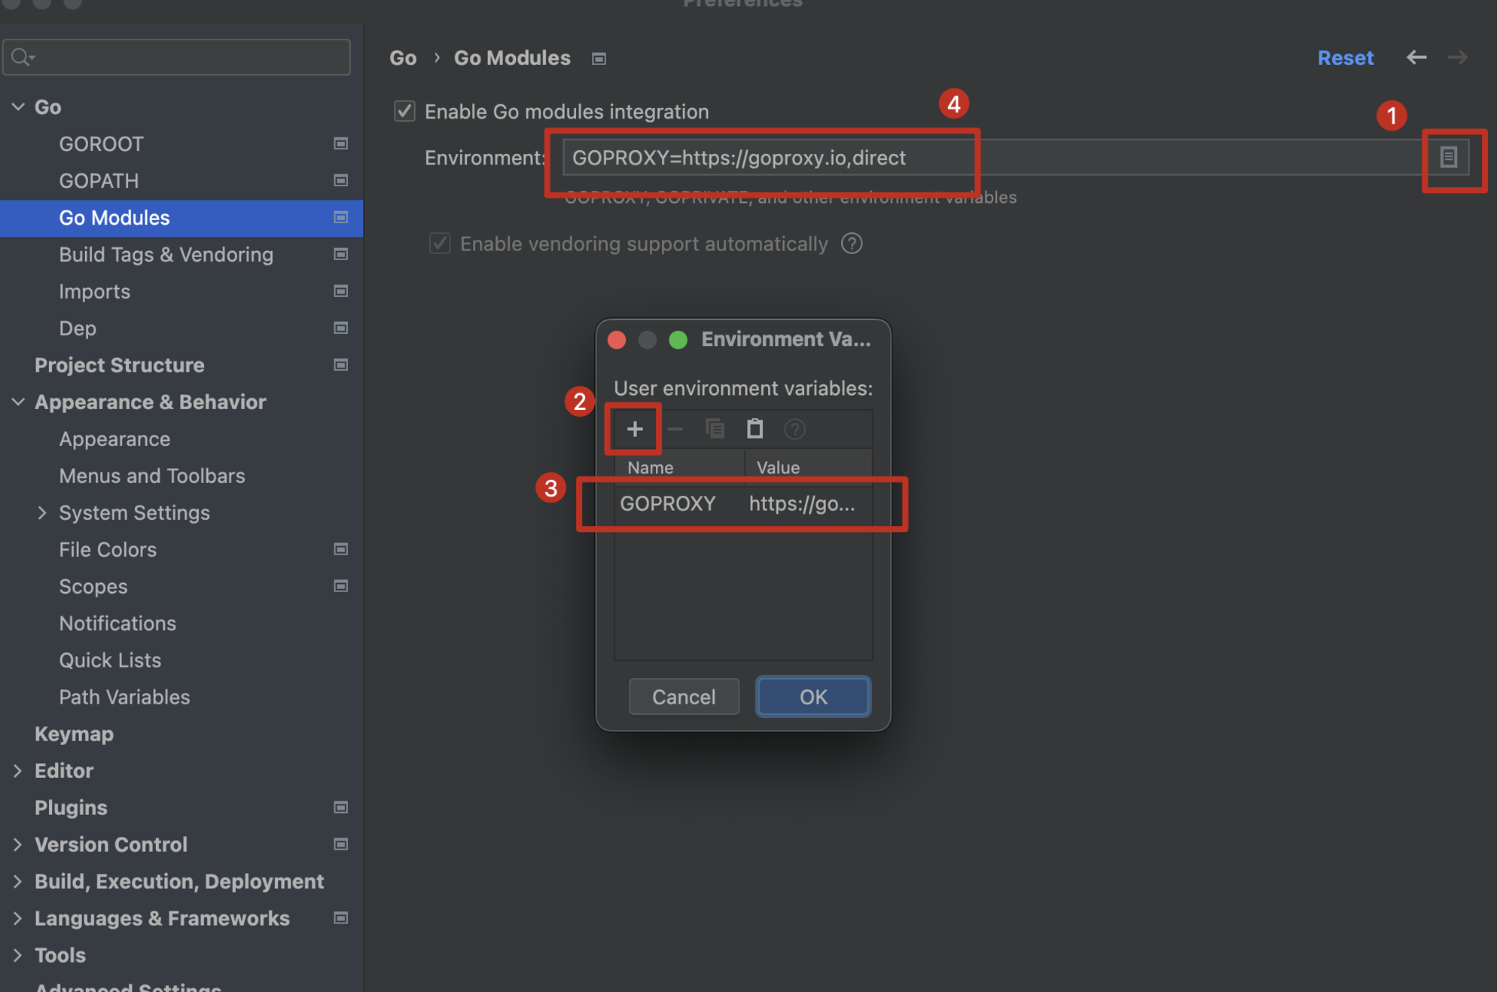 Preferences
Go › Go Modules
Reset
Go
GOROOT
GOPATH
Go Modules
Build Tags & Vendoring
Imports
Dep
Project Structure
Appearance & Behavior
Appearance
Menus and Toolbars
System Settings
File Colors
Scopes
Notifications
Quick Lists
Path Variables
Keymap
Editor
Plugins
Version Control
Build, Execution, Deployment
Languages & Frameworks
Tools
Advanced Settings
Enable Go modules integration
4
1
Environment: GOPROXY=https://goproxy.io,direct
GOPROXY, GOPRIVATE, and other environment variables
Enable vendoring support automatically ?
Environment Va...
User environment variables:
2
+ − ?
Name Value
3
GOPROXY https://go...
Cancel OK